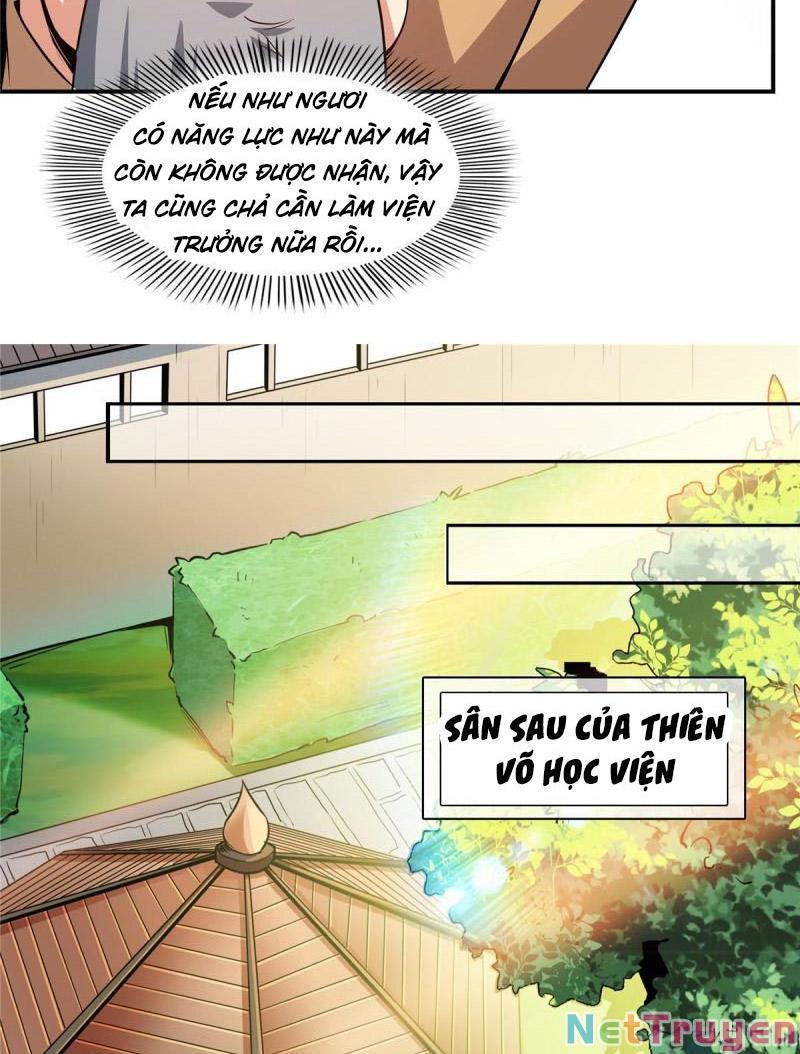 NẾU NHƯ NGƯƠI
CÓ NĂNG LỰC NHƯ NÀY MÀ
CÒN KHÔNG ĐƯỢC NHẬN, VẬY
TA CŨNG CHẢ CẦN LÀM VIỆN
TRƯỞNG NỮA RỒI...
SÂN SAU CỦA THIÊN
VÕ HỌC VIỆN
NetTruyen